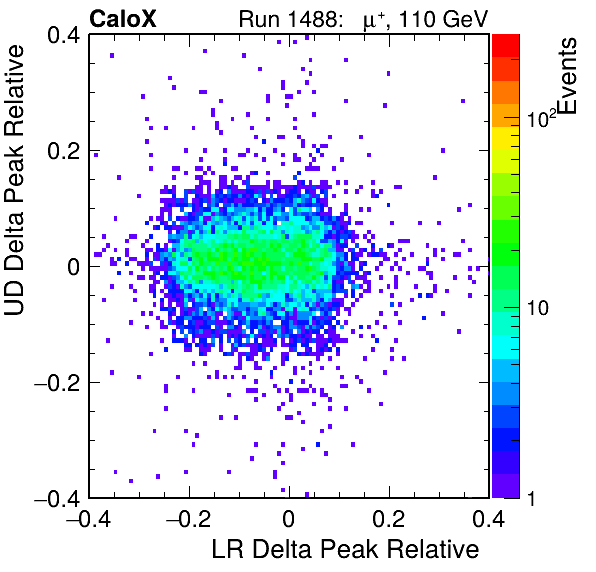 CaloX Run 1488: μ⁺, 110 GeV
UD Delta Peak Relative
0.4
0.2
0
−0.2
−0.4
−0.4 −0.2 0 0.2 0.4
LR Delta Peak Relative
Events
10²
10
1